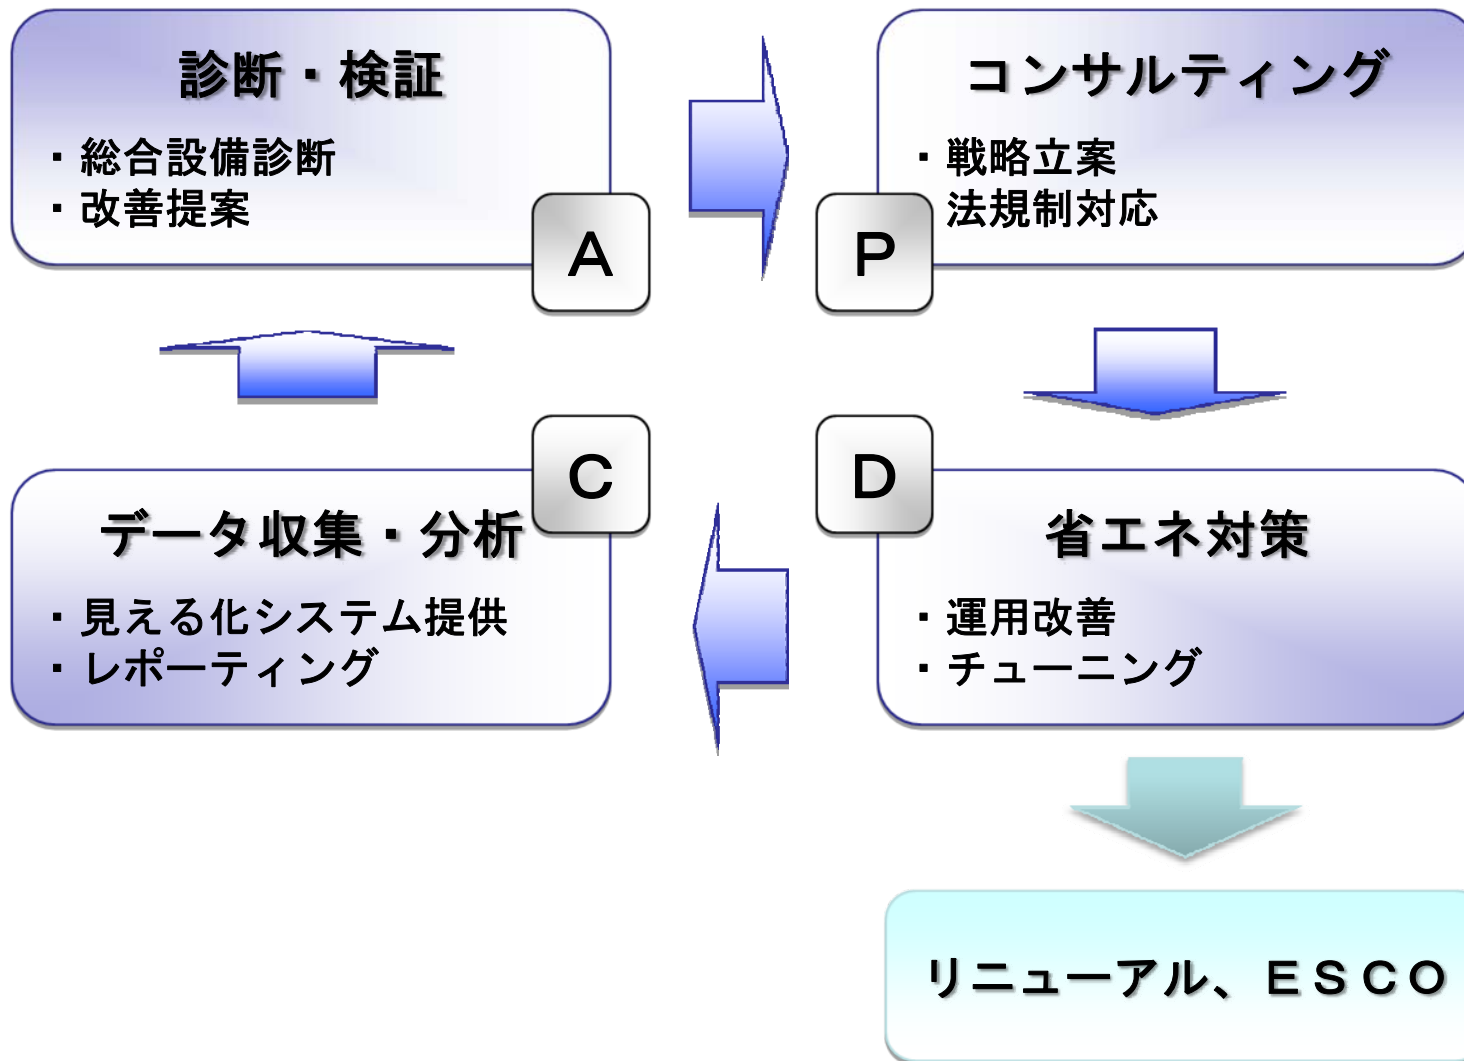 診断・検証
・総合設備診断
・改善提案
A
コンサルティング
・戦略立案
法規制対応
P
データ収集・分析
・見える化システム提供
・レポーティング
C
省エネ対策
・運用改善
・チューニング
D
リニューアル、ESCO